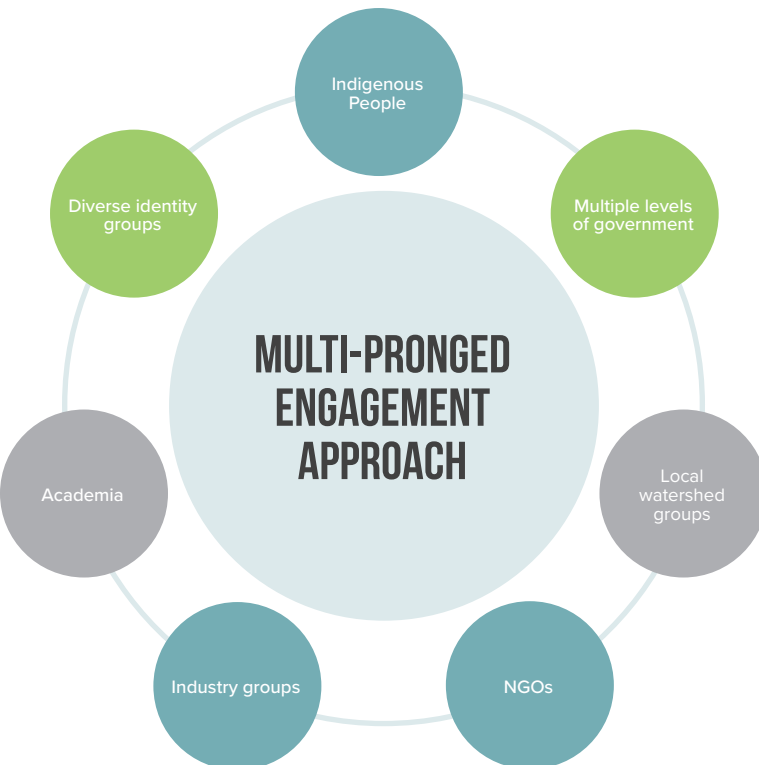 Indigenous
People
Diverse identity
groups
Multiple levels
of government
MULTI-PRONGED
ENGAGEMENT
APPROACH
Academia
Local
watershed
groups
Industry groups
NGOs